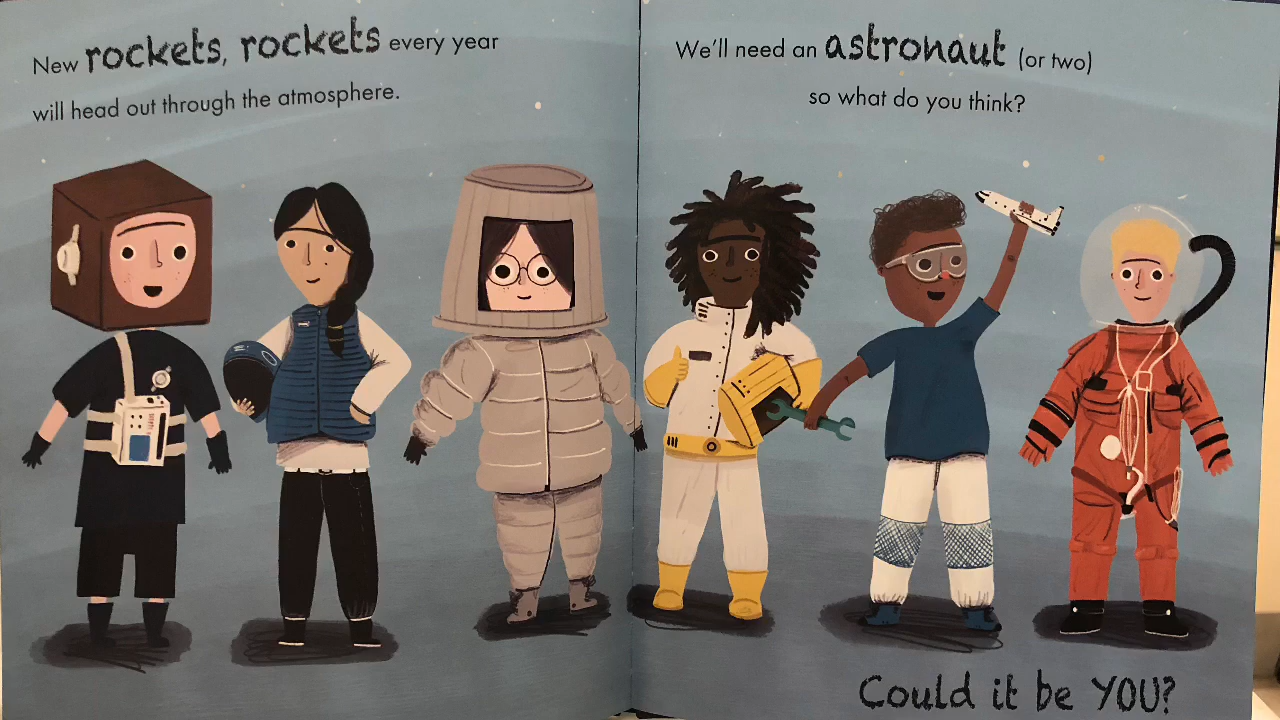 New rockets, rockets every year
will head out through the atmosphere.
We'll need an astronaut (or two)
so what do you think?
Could it be YOU?